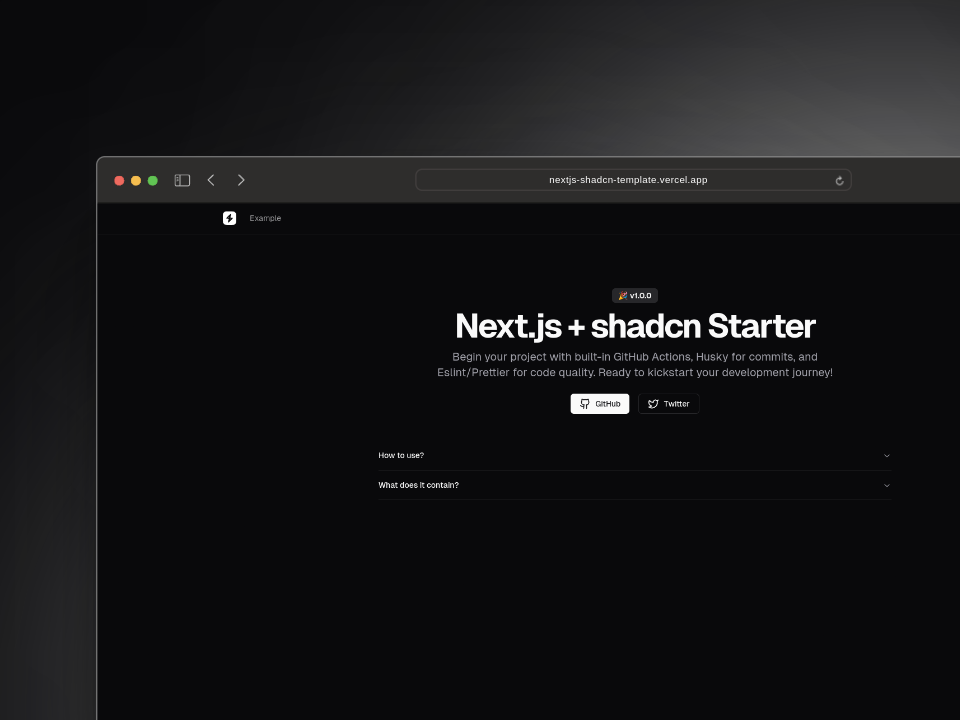 nextjs-shadcn-template.vercel.app
Example
🎉 v1.0.0
Next.js + shadcn Starter
Begin your project with built-in GitHub Actions, Husky for commits, and
Eslint/Prettier for code quality. Ready to kickstart your development journey!
GitHub Twitter
How to use?
What does it contain?